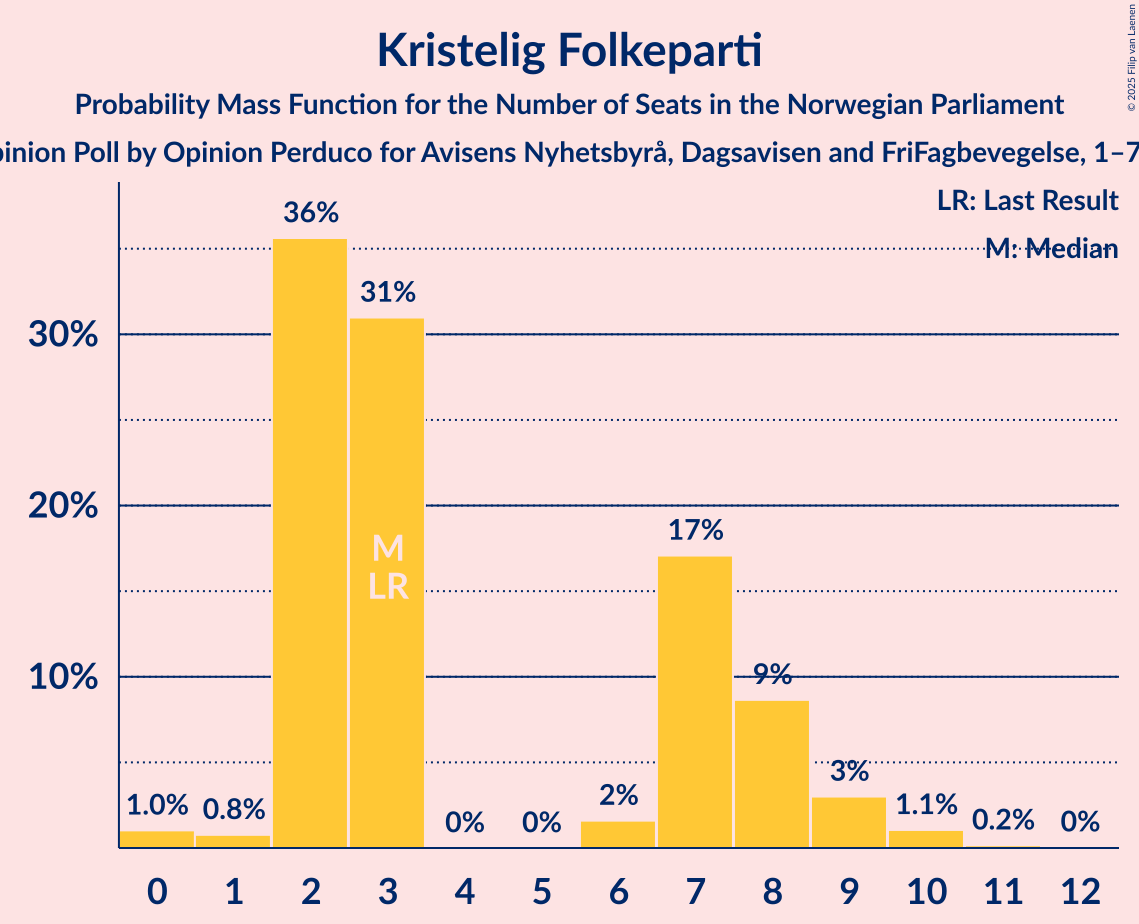 Kristelig Folkeparti
Probability Mass Function for the Number of Seats in the Norwegian Parliament
Poll by Opinion Perduco for Avisens Nyhetsbyrå, Dagsavisen and FriFagbevegelse, 1–7
© 2025 Filip van Laenen
LR: Last Result
M: Median
36%
31%
30%
20%
17%
M
LR
10%
9%
3%
1.0%
0.8%
0%
0%
2%
1.1%
0.2%
0%
0 1 2 3 4 5 6 7 8 9 10 11 12